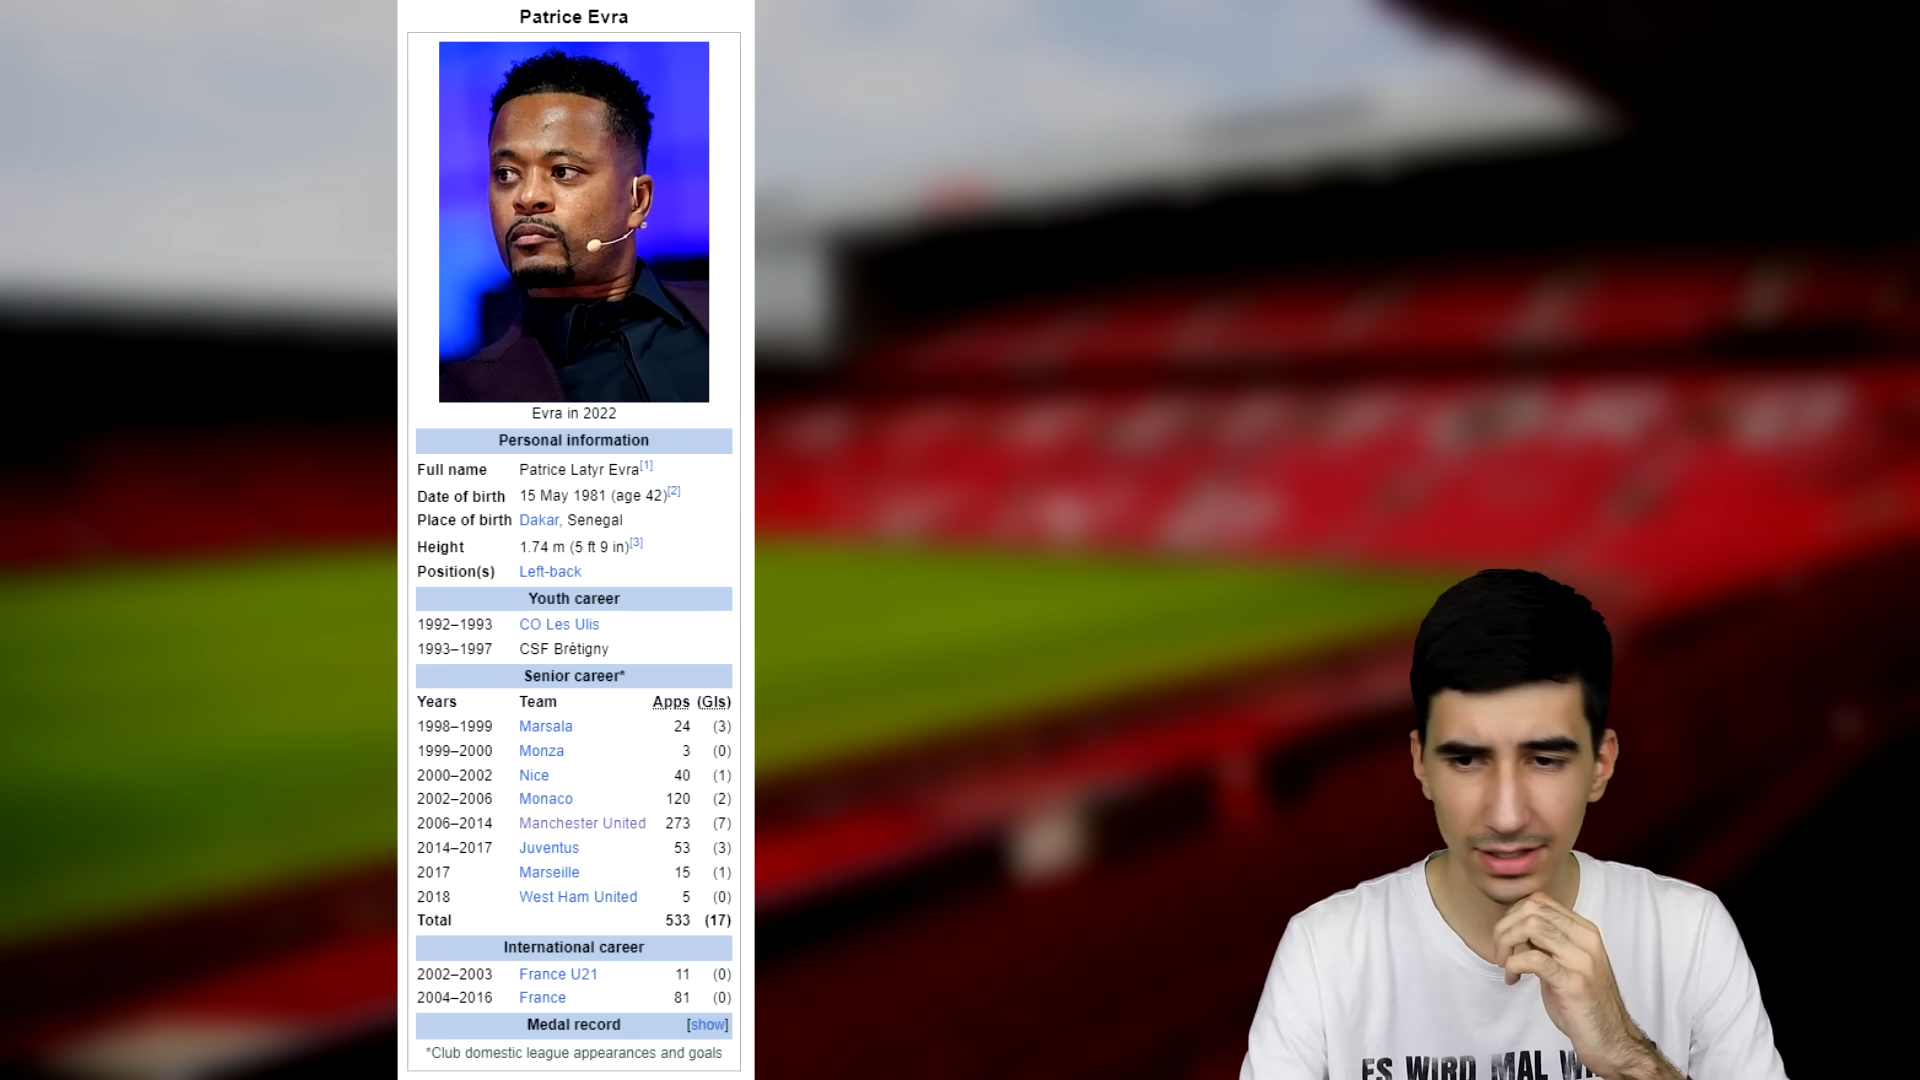 Patrice Evra
Evra in 2022
Personal information
Full name Patrice Latyr Evra[1]
Date of birth 15 May 1981 (age 42)[2]
Place of birth Dakar, Senegal
Height 1.74 m (5 ft 9 in)[3]
Position(s) Left-back
Youth career
1992–1993 CO Les Ulis
1993–1997 CSF Brétigny
Senior career*
Years Team Apps (Gls)
1998–1999 Marsala 24 (3)
1999–2000 Monza 3 (0)
2000–2002 Nice 40 (1)
2002–2006 Monaco 120 (2)
2006–2014 Manchester United 273 (7)
2014–2017 Juventus 53 (3)
2017 Marseille 15 (1)
2018 West Ham United 5 (0)
Total 533 (17)
International career
2002–2003 France U21 11 (0)
2004–2016 France 81 (0)
Medal record [show]
*Club domestic league appearances and goals
ES WIRD MAL